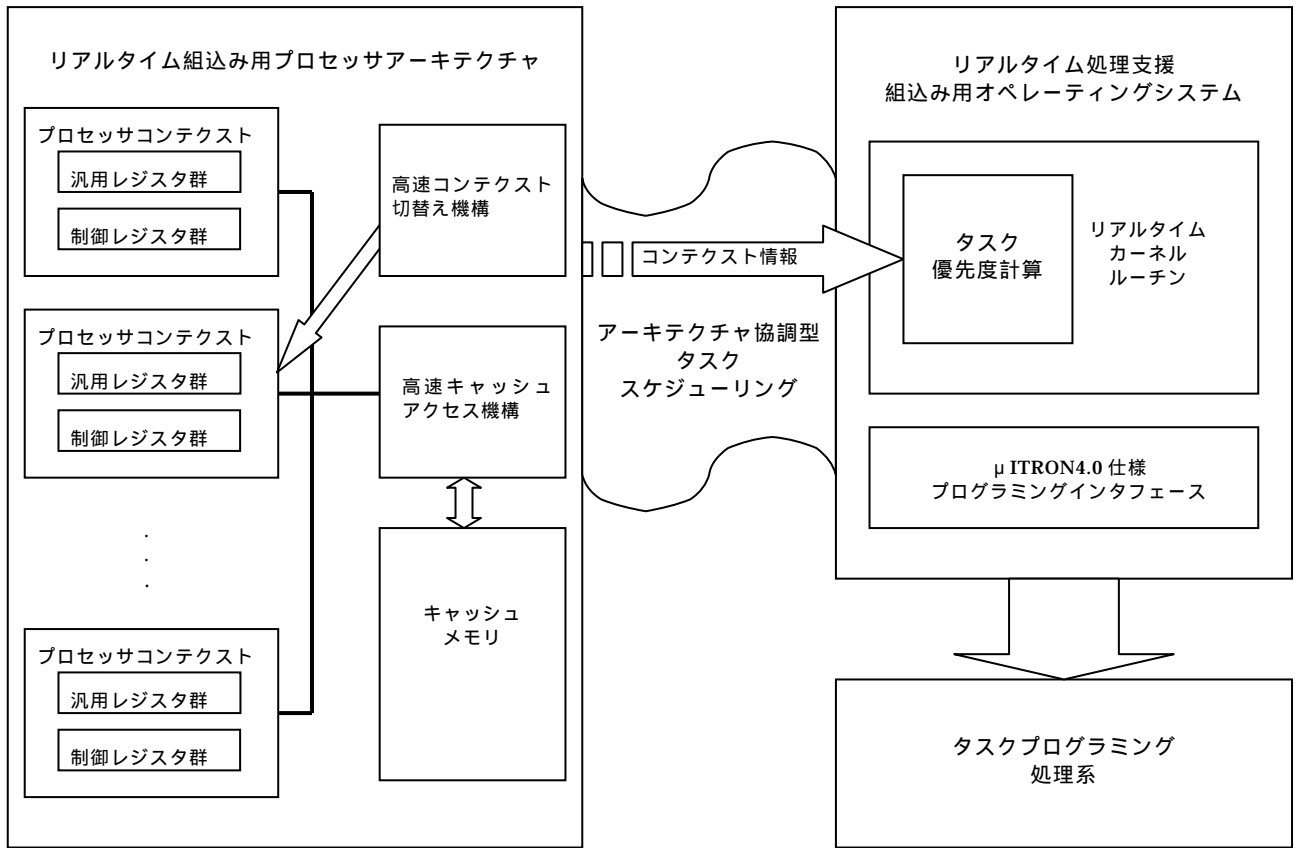 リアルタイム組込み用プロセッサアーキテクチャ
プロセッサコンテクスト
汎用レジスタ群
制御レジスタ群
プロセッサコンテクスト
汎用レジスタ群
制御レジスタ群
.
.
.
プロセッサコンテクスト
汎用レジスタ群
制御レジスタ群
高速コンテクスト
切替え機構
高速キャッシュ
アクセス機構
キャッシュ
メモリ
コンテクスト情報
アーキテクチャ協調型
タスク
スケジューリング
リアルタイム処理支援
組込み用オペレーティングシステム
タスク
優先度計算
リアルタイム
カーネル
ルーチン
μITRON4.0 仕様
プログラミングインタフェース
タスクプログラミング
処理系